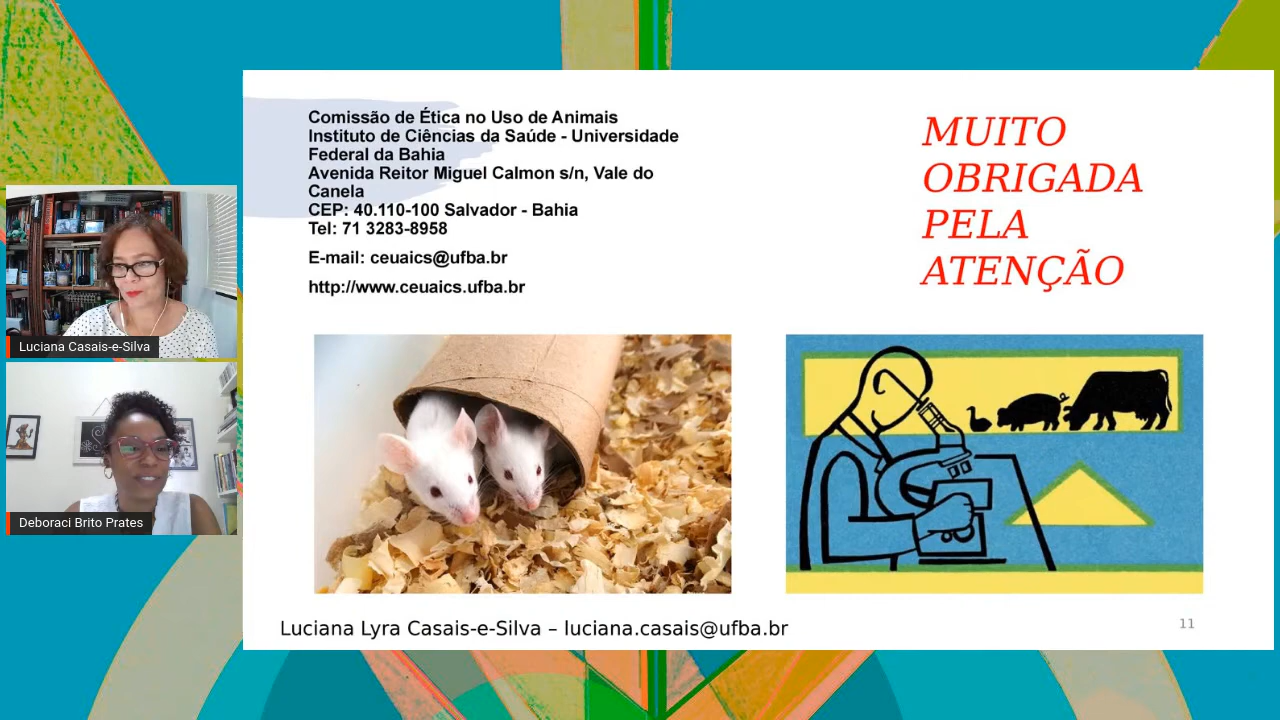 Comissão de Ética no Uso de Animais
Instituto de Ciências da Saúde - Universidade
Federal da Bahia
Avenida Reitor Miguel Calmon s/n, Vale do
Canela
CEP: 40.110-100 Salvador - Bahia
Tel: 71 3283-8958
E-mail: ceuaics@ufba.br
http://www.ceuaics.ufba.br
MUITO
OBRIGADA
PELA
ATENÇÃO
Luciana Casais-e-Silva
Deboraci Brito Prates
Luciana Lyra Casais-e-Silva – luciana.casais@ufba.br
11